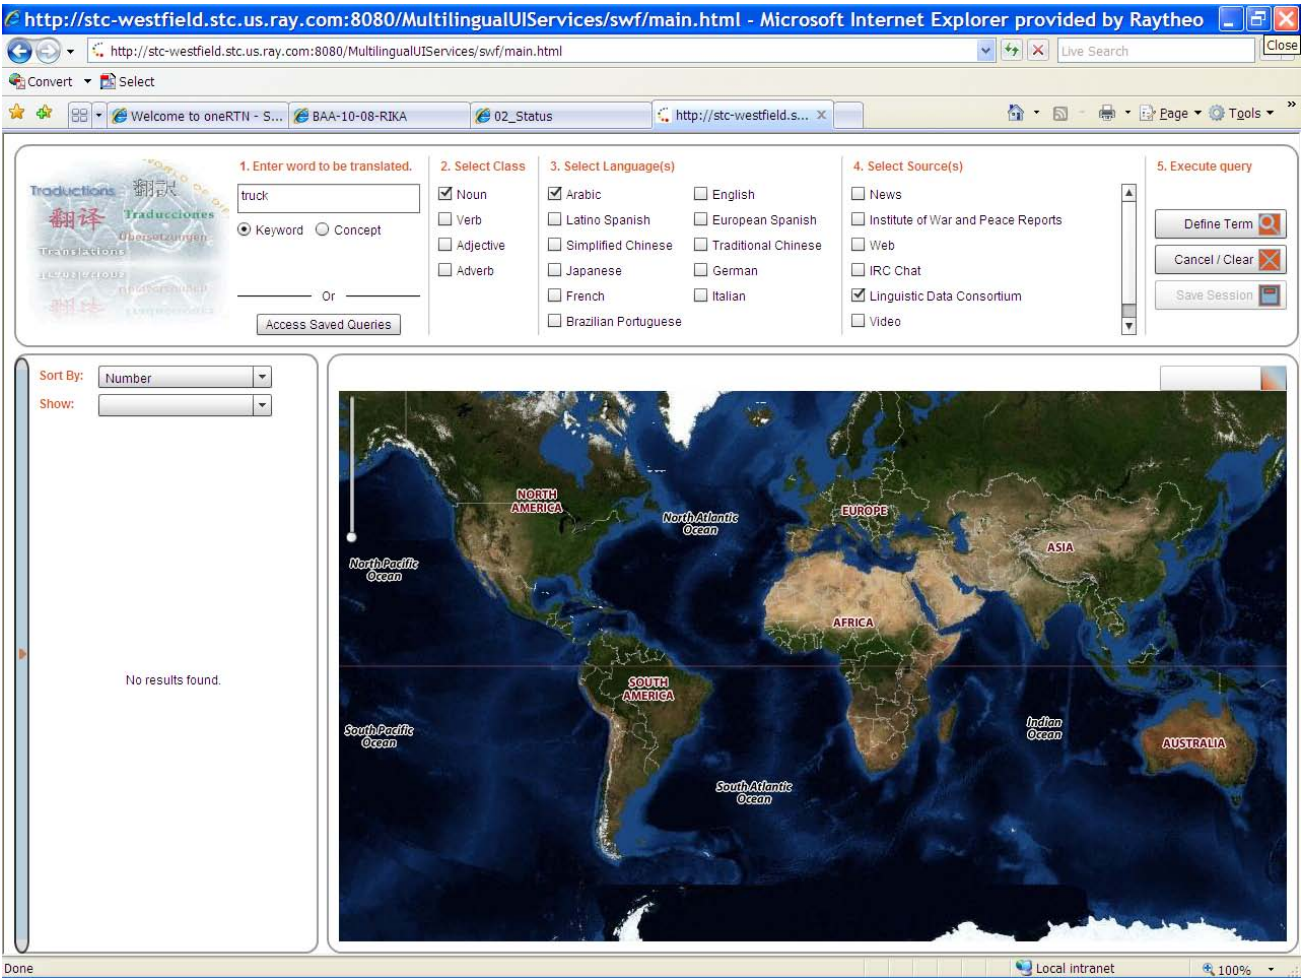 http://stc-westfield.stc.us.ray.com:8080/MultilingualUIServices/swf/main.html - Microsoft Internet Explorer provided by Raytheo
Close
http://stc-westfield.stc.us.ray.com:8080/MultilingualUIServices/swf/main.html
Live Search
Convert
Select
Welcome to oneRTN - S...
BAA-10-08-RIKA
02_Status
http://stc-westfield.s...
Page
Tools
Traductions
翻訳
翻译
Traducciones
Übersetzungen
Translations
1. Enter word to be translated.
truck
Keyword
Concept
Or
Access Saved Queries
2. Select Class
Noun
Verb
Adjective
Adverb
3. Select Language(s)
Arabic
English
Latino Spanish
European Spanish
Simplified Chinese
Traditional Chinese
Japanese
German
French
Italian
Brazilian Portuguese
4. Select Source(s)
News
Institute of War and Peace Reports
Web
IRC Chat
Linguistic Data Consortium
Video
5. Execute query
Define Term
Cancel / Clear
Save Session
Sort By:
Number
Show:
No results found.
NORTH
AMERICA
North Atlantic
Ocean
EUROPE
ASIA
North Pacific
Ocean
AFRICA
SOUTH
AMERICA
South Pacific
Ocean
Indian
Ocean
AUSTRALIA
South Atlantic
Ocean
Done
Local intranet
100%